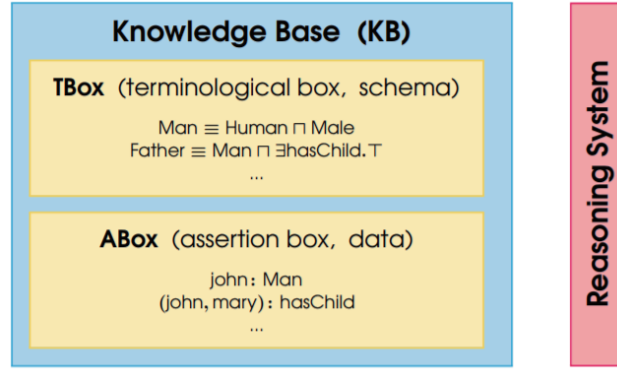 Knowledge Base (KB)
TBox (terminological box, schema)
Man ≡ Human ⊓ Male
Father ≡ Man ⊓ ∃hasChild.⊤
...
ABox (assertion box, data)
john: Man
(john, mary): hasChild
...
Reasoning System